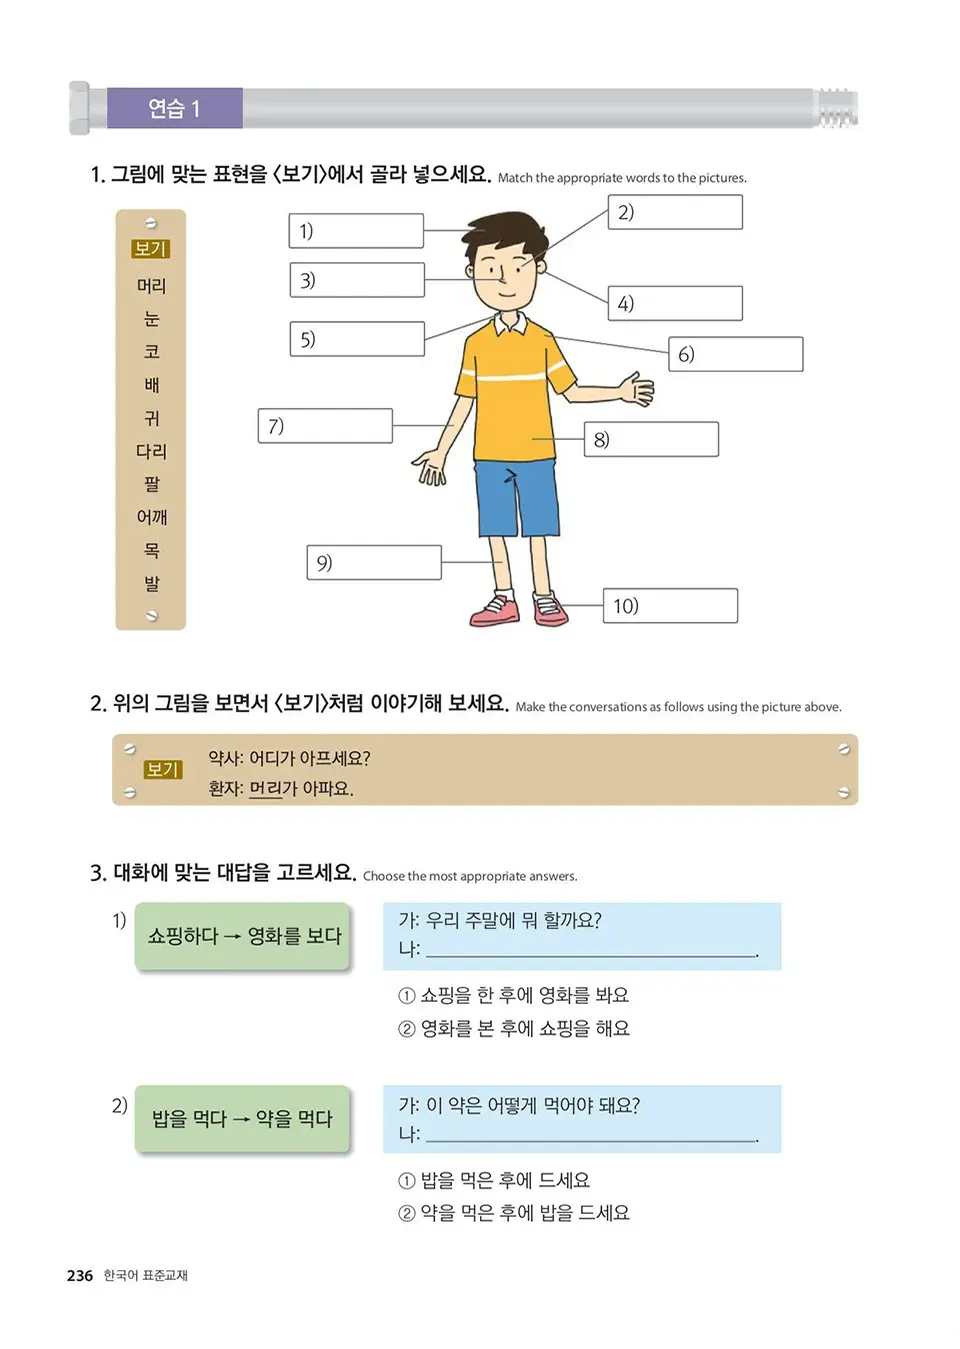 연습 1
1. 그림에 맞는 표현을 〈보기〉에서 골라 넣으세요. Match the appropriate words to the pictures.
보기
머리
눈
코
배
귀
다리
팔
어깨
목
발
1)
2)
3)
4)
5)
6)
7)
8)
9)
10)
2. 위의 그림을 보면서 〈보기〉처럼 이야기해 보세요. Make the conversations as follows using the picture above.
보기
약사: 어디가 아프세요?
환자: 머리가 아파요.
3. 대화에 맞는 대답을 고르세요. Choose the most appropriate answers.
1)
쇼핑하다 → 영화를 보다
가: 우리 주말에 뭐 할까요?
나: ______________________________.
① 쇼핑을 한 후에 영화를 봐요
② 영화를 본 후에 쇼핑을 해요
2)
밥을 먹다 → 약을 먹다
가: 이 약은 어떻게 먹어야 돼요?
나: ______________________________.
① 밥을 먹은 후에 드세요
② 약을 먹은 후에 밥을 드세요
236 한국어 표준교재